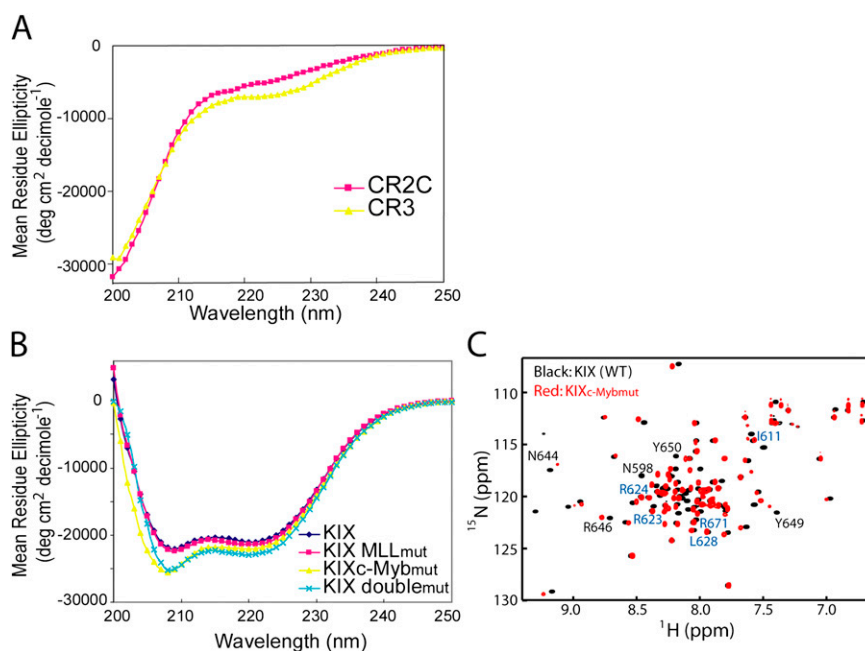 A
Mean Residue Ellipticity
(deg cm² decimole⁻¹)
0
-10000
-20000
-30000
CR2C
CR3
200 210 220 230 240 250
Wavelength (nm)
B
Mean Residue Ellipticity
(deg cm² decimole⁻¹)
0
-10000
-20000
-30000
KIX
KIX MLLmut
KIXc-Mybmut
KIX doublemut
200 210 220 230 240 250
Wavelength (nm)
C
Black: KIX (WT)
Red: KIXc-Mybmut
¹⁵N (ppm)
110
115
120
125
130
I611
Y650
N644
N598
R624
R646
R623
R671
Y649
L628
9.0 8.5 8.0 7.5 7.0
¹H (ppm)